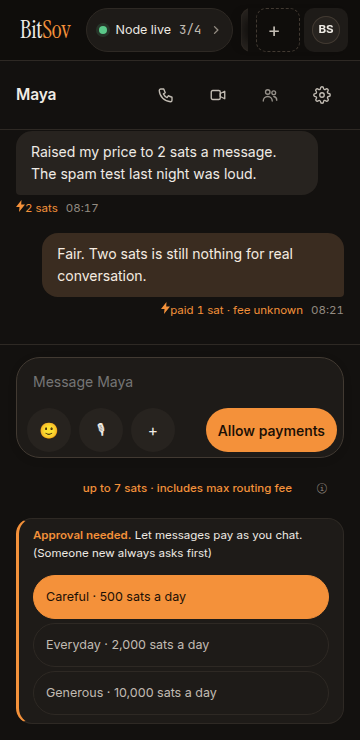 BitSov
Node live 3/4
+
BS
Maya
Raised my price to 2 sats a message.
The spam test last night was loud.
2 sats 08:17
Fair. Two sats is still nothing for real
conversation.
paid 1 sat · fee unknown 08:21
Message Maya
+
Allow payments
up to 7 sats · includes max routing fee
Approval needed. Let messages pay as you chat.
(Someone new always asks first)
Careful · 500 sats a day
Everyday · 2,000 sats a day
Generous · 10,000 sats a day